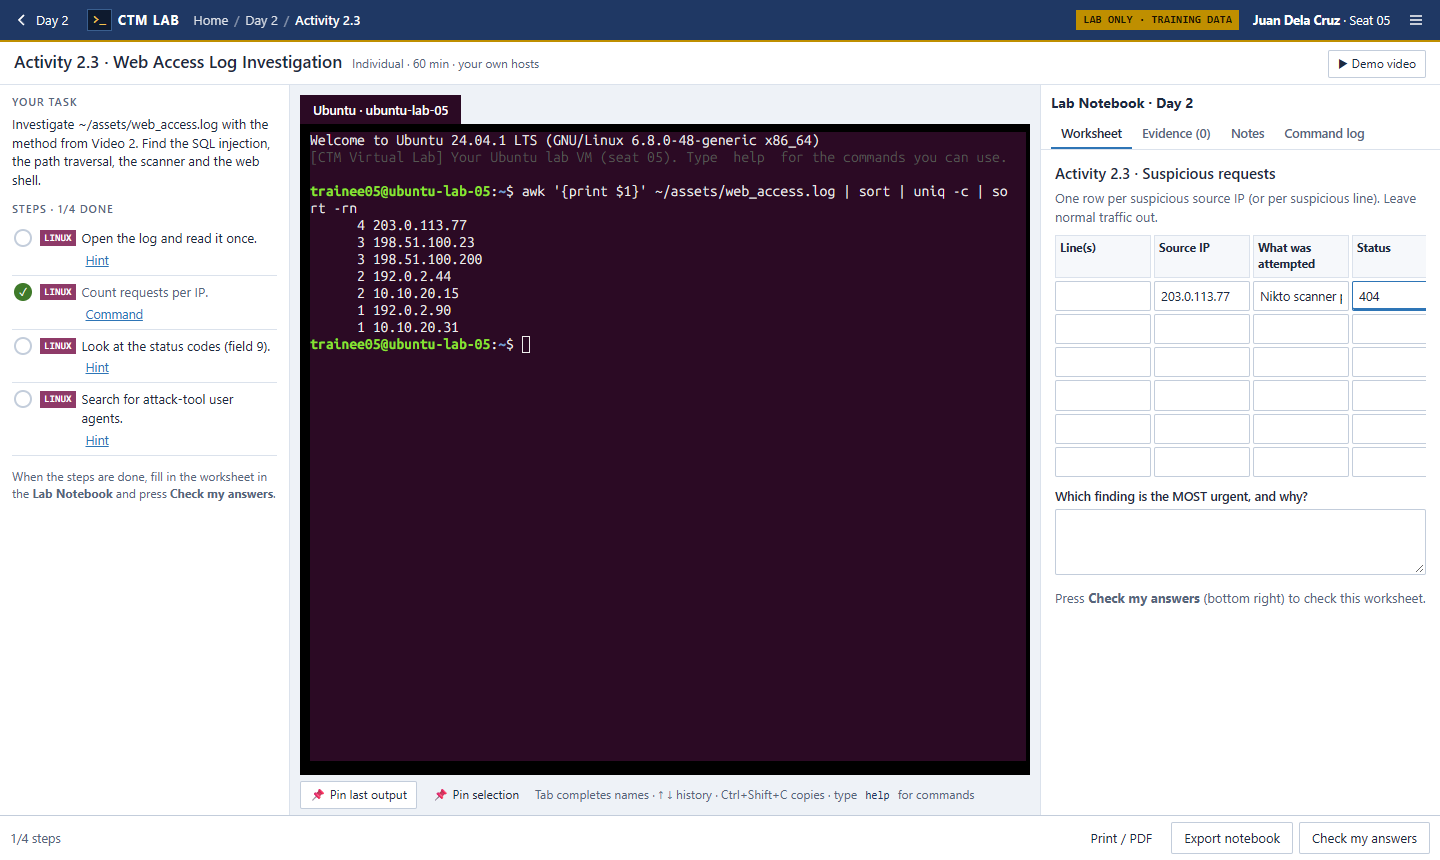 Day 2
>_
CTM LAB
Home / Day 2 / Activity 2.3
LAB ONLY · TRAINING DATA
Juan Dela Cruz · Seat 05
Activity 2.3 · Web Access Log Investigation
Individual · 60 min · your own hosts
Demo video
YOUR TASK
Investigate ~/assets/web_access.log with the
method from Video 2. Find the SQL injection,
the path traversal, the scanner and the web
shell.
STEPS · 1/4 DONE
LINUX Open the log and read it once.
Hint
LINUX Count requests per IP.
Command
LINUX Look at the status codes (field 9).
Hint
LINUX Search for attack-tool user
agents.
Hint
When the steps are done, fill in the worksheet in
the Lab Notebook and press Check my answers.
Ubuntu · ubuntu-lab-05
Welcome to Ubuntu 24.04.1 LTS (GNU/Linux 6.8.0-48-generic x86_64)
[CTM Virtual Lab] Your Ubuntu lab VM (seat 05). Type  help  for the commands you can use.
trainee05@ubuntu-lab-05:~$ awk '{print $1}' ~/assets/web_access.log | sort | uniq -c | so
rt -rn
4 203.0.113.77
3 198.51.100.23
3 198.51.100.200
2 192.0.2.44
2 10.10.20.15
1 192.0.2.90
1 10.10.20.31
trainee05@ubuntu-lab-05:~$
Pin last output
Pin selection
Tab completes names · ↑ ↓ history · Ctrl+Shift+C copies · type help for commands
Lab Notebook · Day 2
Worksheet
Evidence (0)
Notes
Command log
Activity 2.3 · Suspicious requests
One row per suspicious source IP (or per suspicious line). Leave
normal traffic out.
Line(s)
Source IP
What was
attempted
Status
203.0.113.77
Nikto scanner
404
Which finding is the MOST urgent, and why?
Press Check my answers (bottom right) to check this worksheet.
1/4 steps
Print / PDF
Export notebook
Check my answers